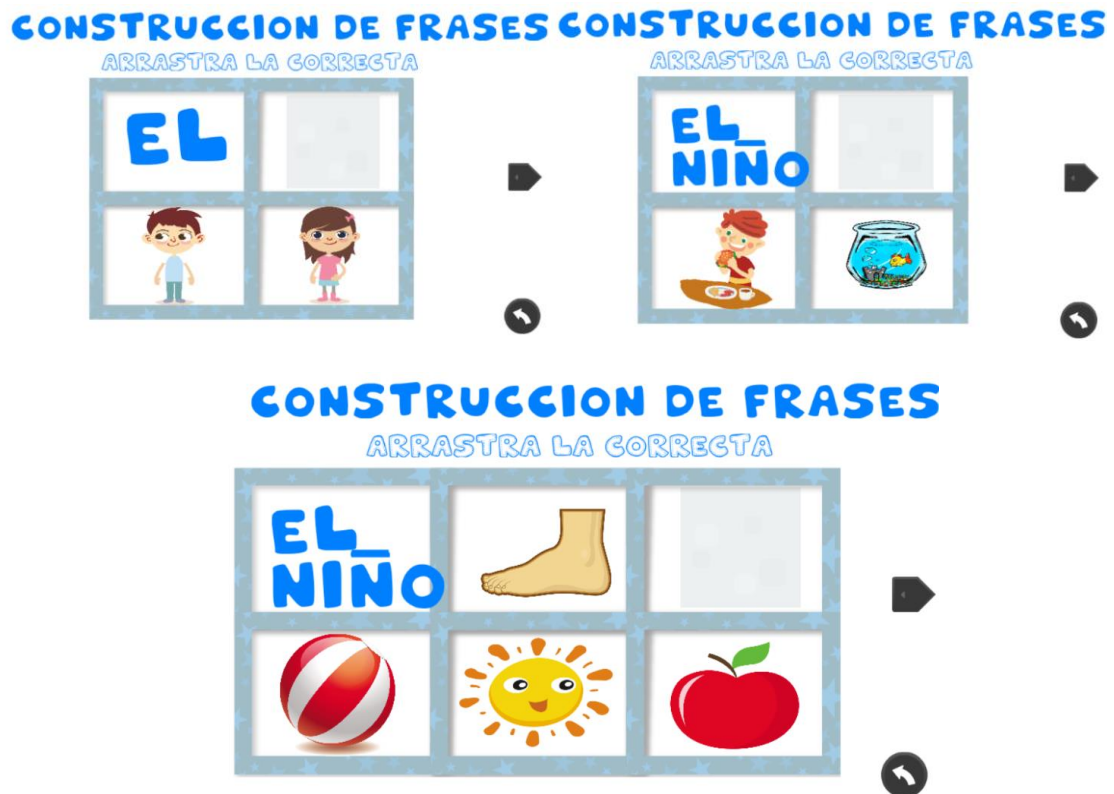 CONSTRUCCION DE FRASES
ARRASTRA LA CORRECTA
EL
CONSTRUCCION DE FRASES
ARRASTRA LA CORRECTA
EL_
NIÑO
CONSTRUCCION DE FRASES
ARRASTRA LA CORRECTA
EL_
NIÑO